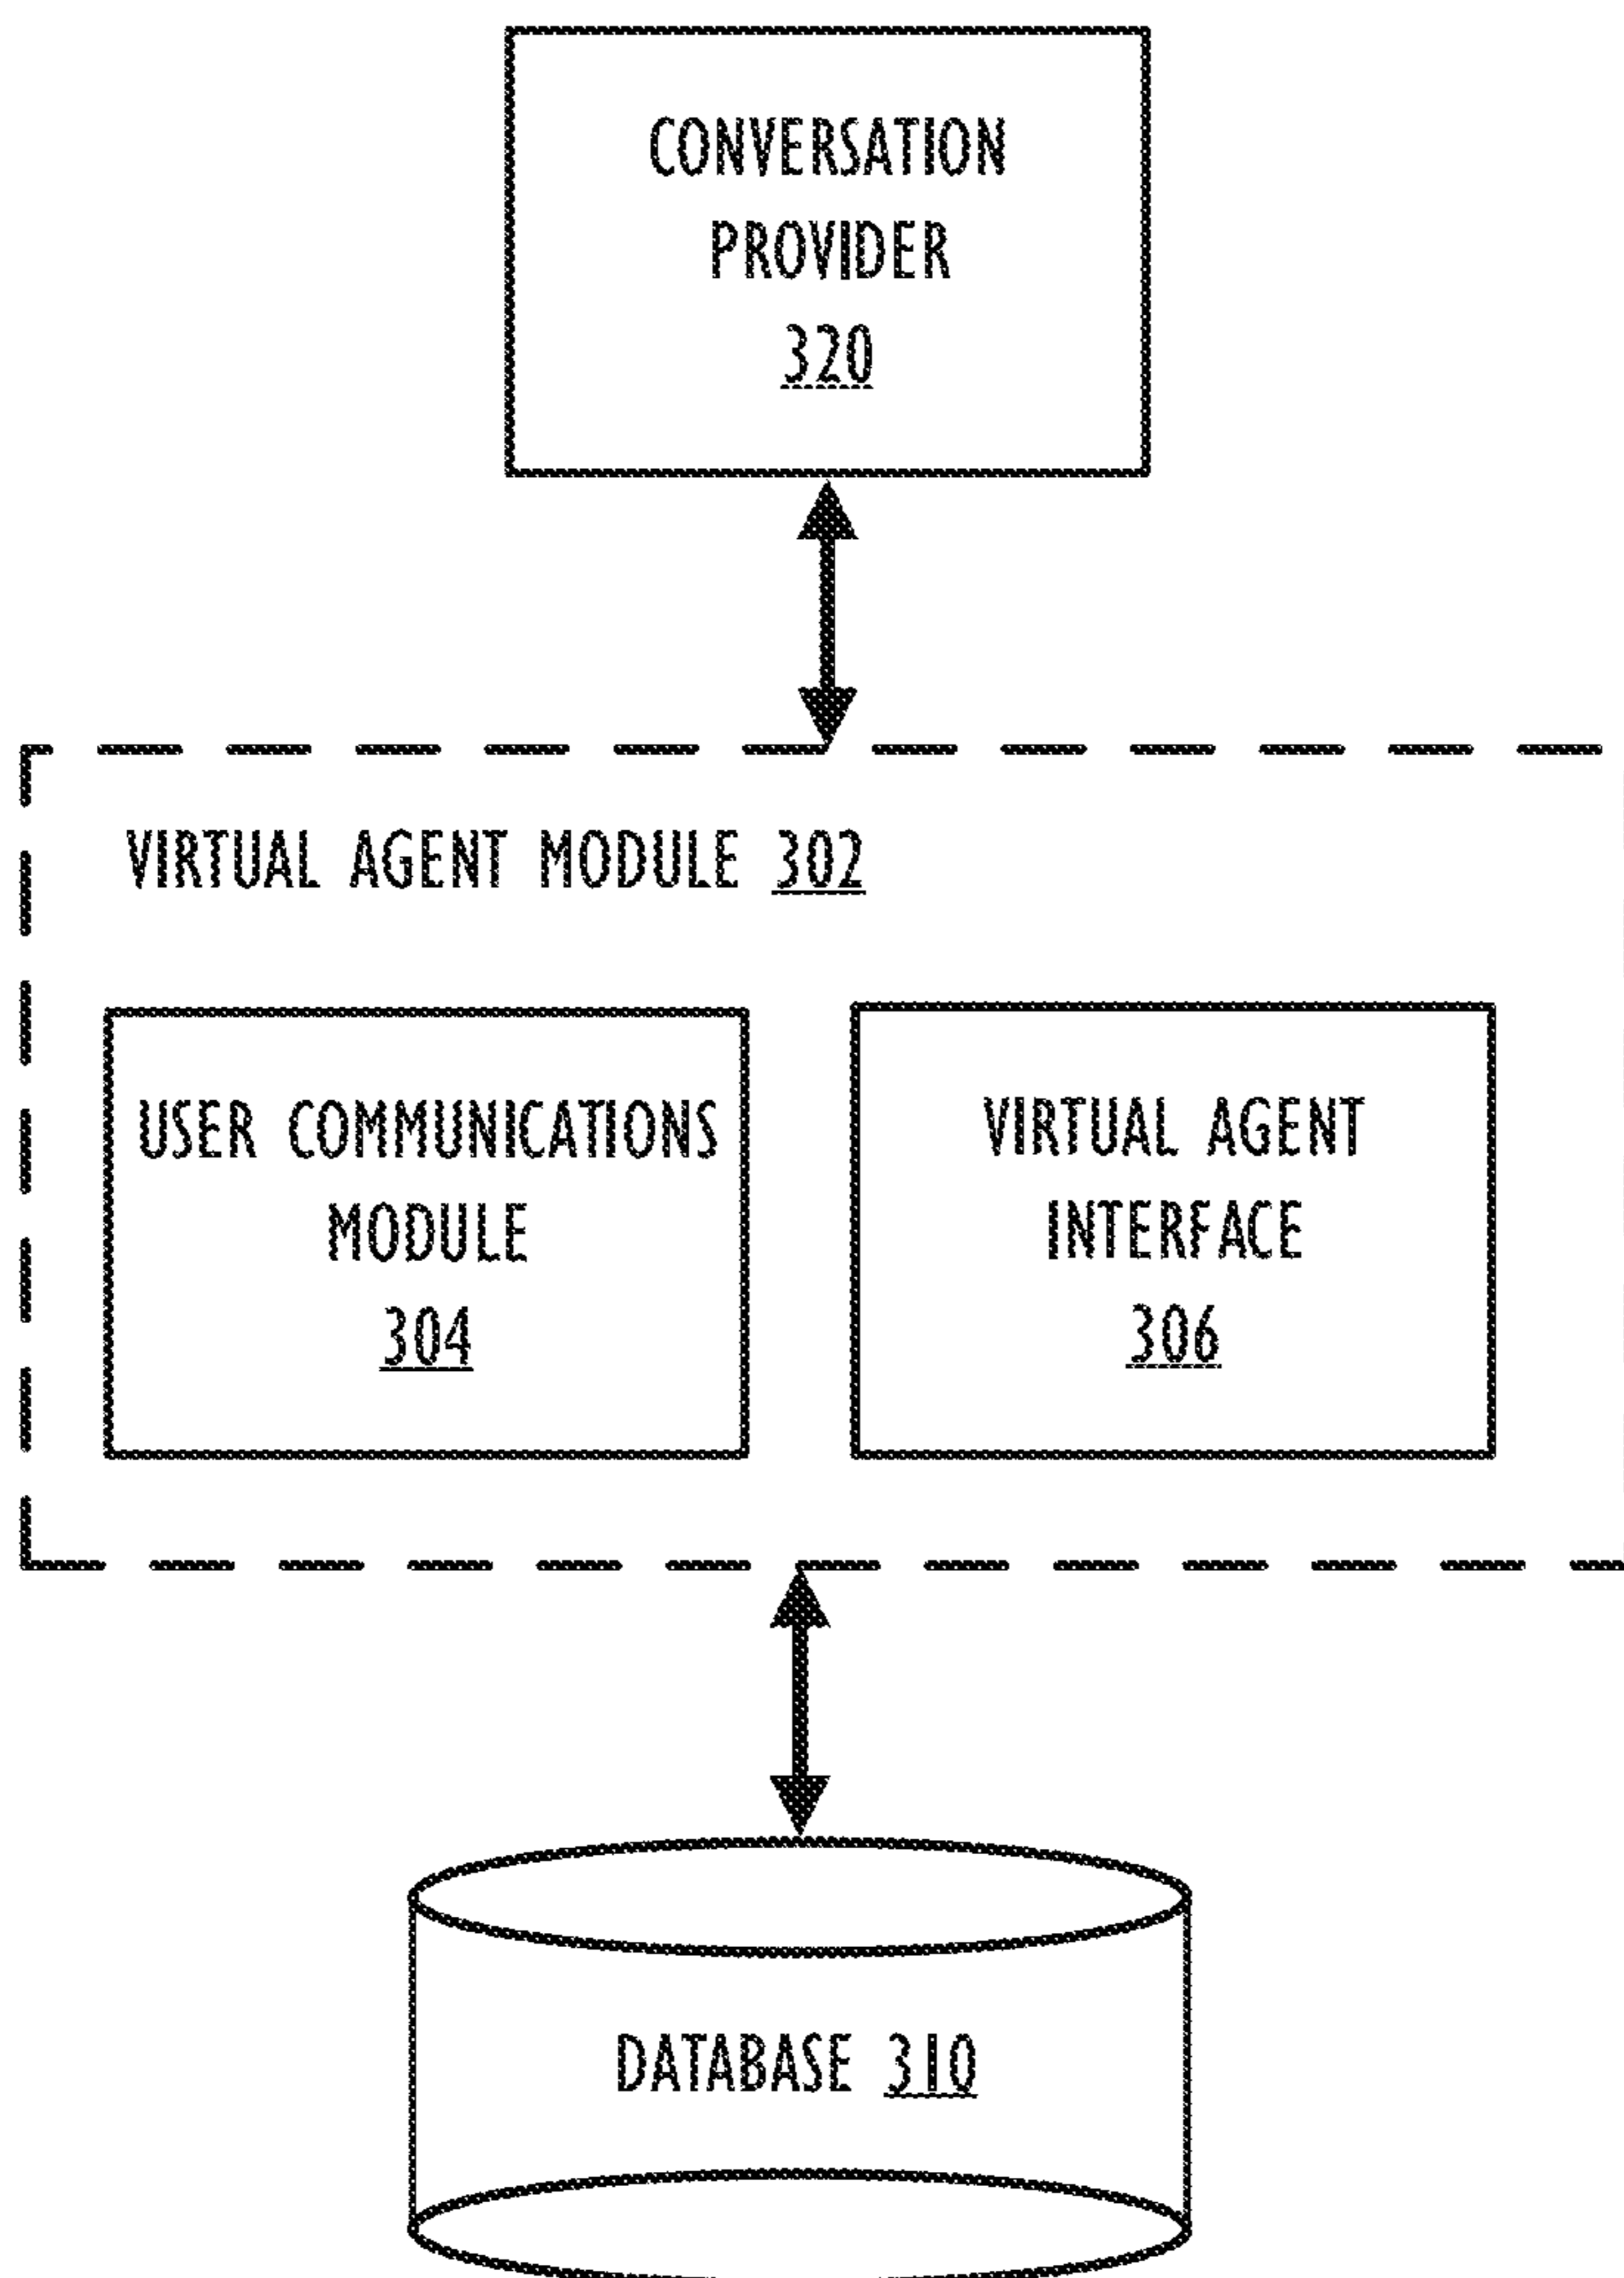 CONVERSATION
PROVIDER
320
VIRTUAL AGENT MODULE 302
USER COMMUNICATIONS
MODULE
304
VIRTUAL AGENT
INTERFACE
306
DATABASE 310